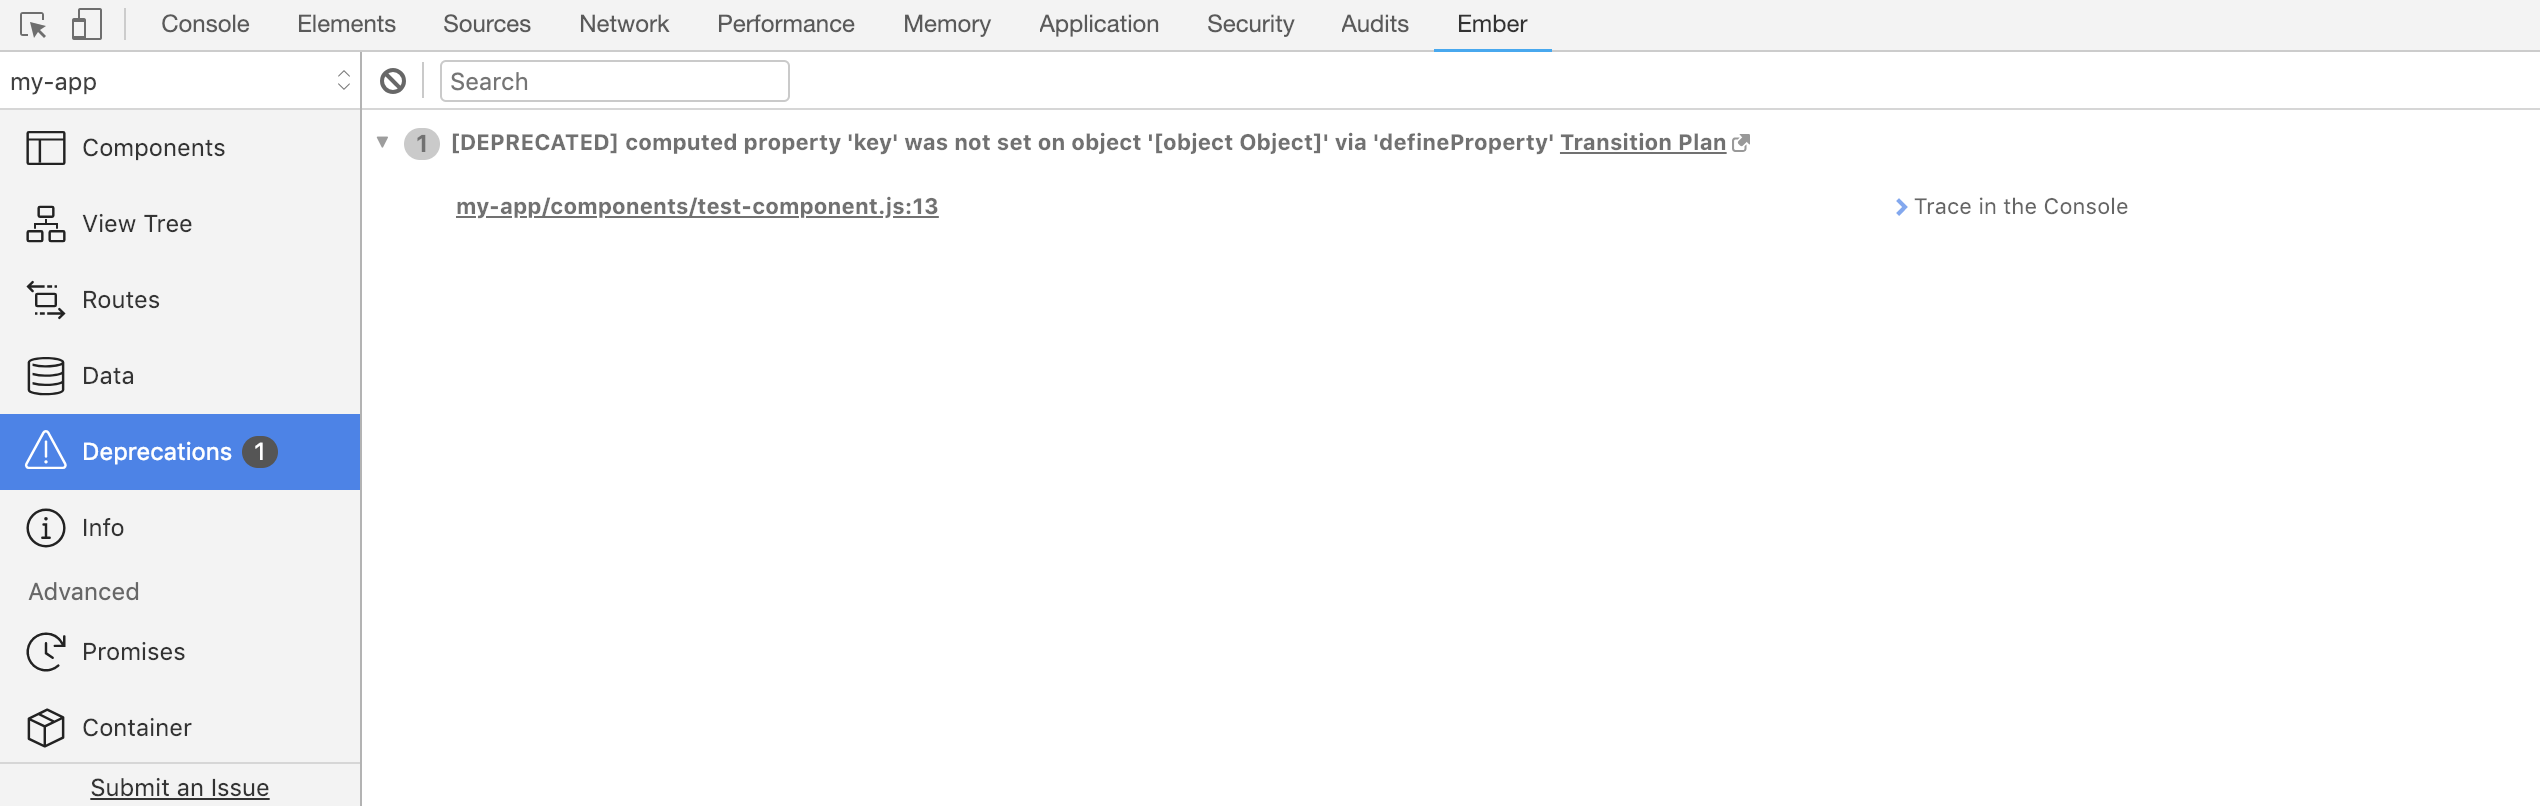 Console Elements Sources Network Performance Memory Application Security Audits Ember
my-app
Search
Components
View Tree
Routes
Data
Deprecations 1
Info
Advanced
Promises
Container
Submit an Issue
1 [DEPRECATED] computed property 'key' was not set on object '[object Object]' via 'defineProperty' Transition Plan
my-app/components/test-component.js:13 Trace in the Console